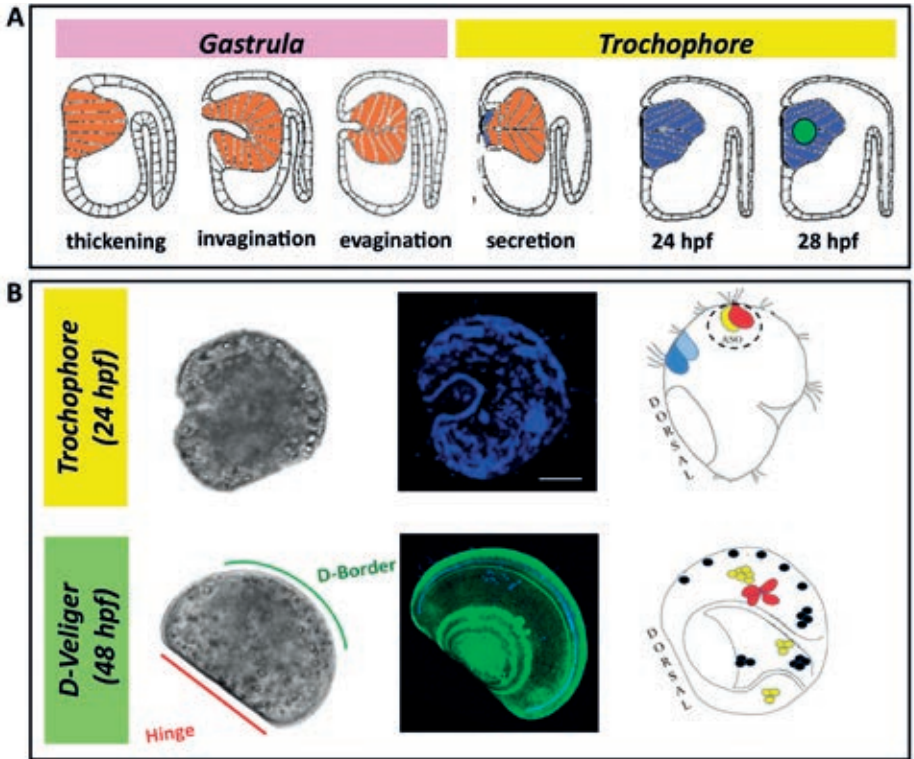 A
Gastrula
Trochophore
thickening
invagination
evagination
secretion
24 hpf
28 hpf
B
Trochophore
(24 hpf)
ASO
DORSAL
D-Veliger
(48 hpf)
D-Border
Hinge
DORSAL